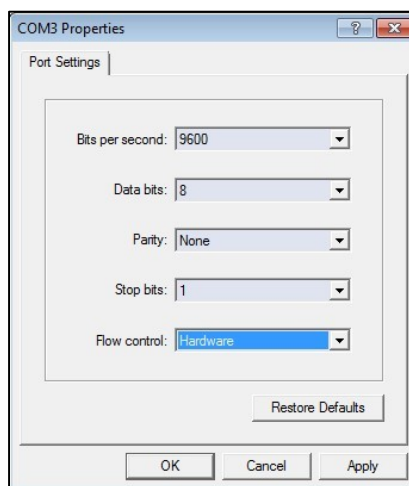 COM3 Properties
Port Settings
Bits per second: 9600
Data bits: 8
Parity: None
Stop bits: 1
Flow control: Hardware
Restore Defaults
OK Cancel Apply